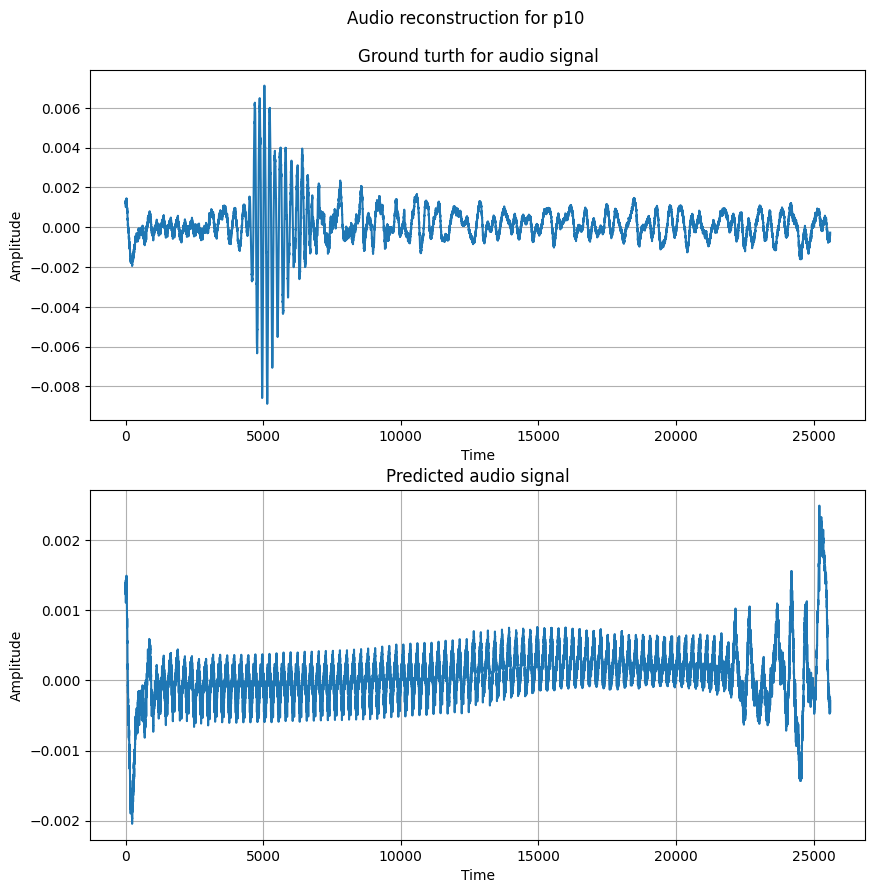 Audio reconstruction for p10
Ground turth for audio signal
0.006
0.004
0.002
0.000
−0.002
−0.004
−0.006
−0.008
Amplitude
0 5000 10000 15000 20000 25000
Time
Predicted audio signal
0.002
0.001
0.000
−0.001
−0.002
Amplitude
0 5000 10000 15000 20000 25000
Time